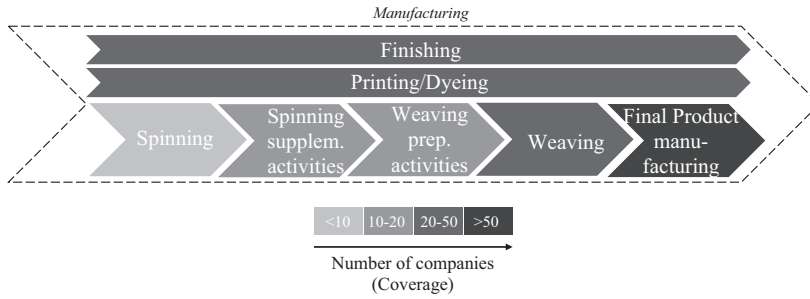 Manufacturing
Finishing
Printing/Dyeing
Spinning
Spinning
supplem.
activities
Weaving
prep.
activities
Weaving
Final Product
manu-
facturing
<10 10-20 20-50 >50
Number of companies
(Coverage)